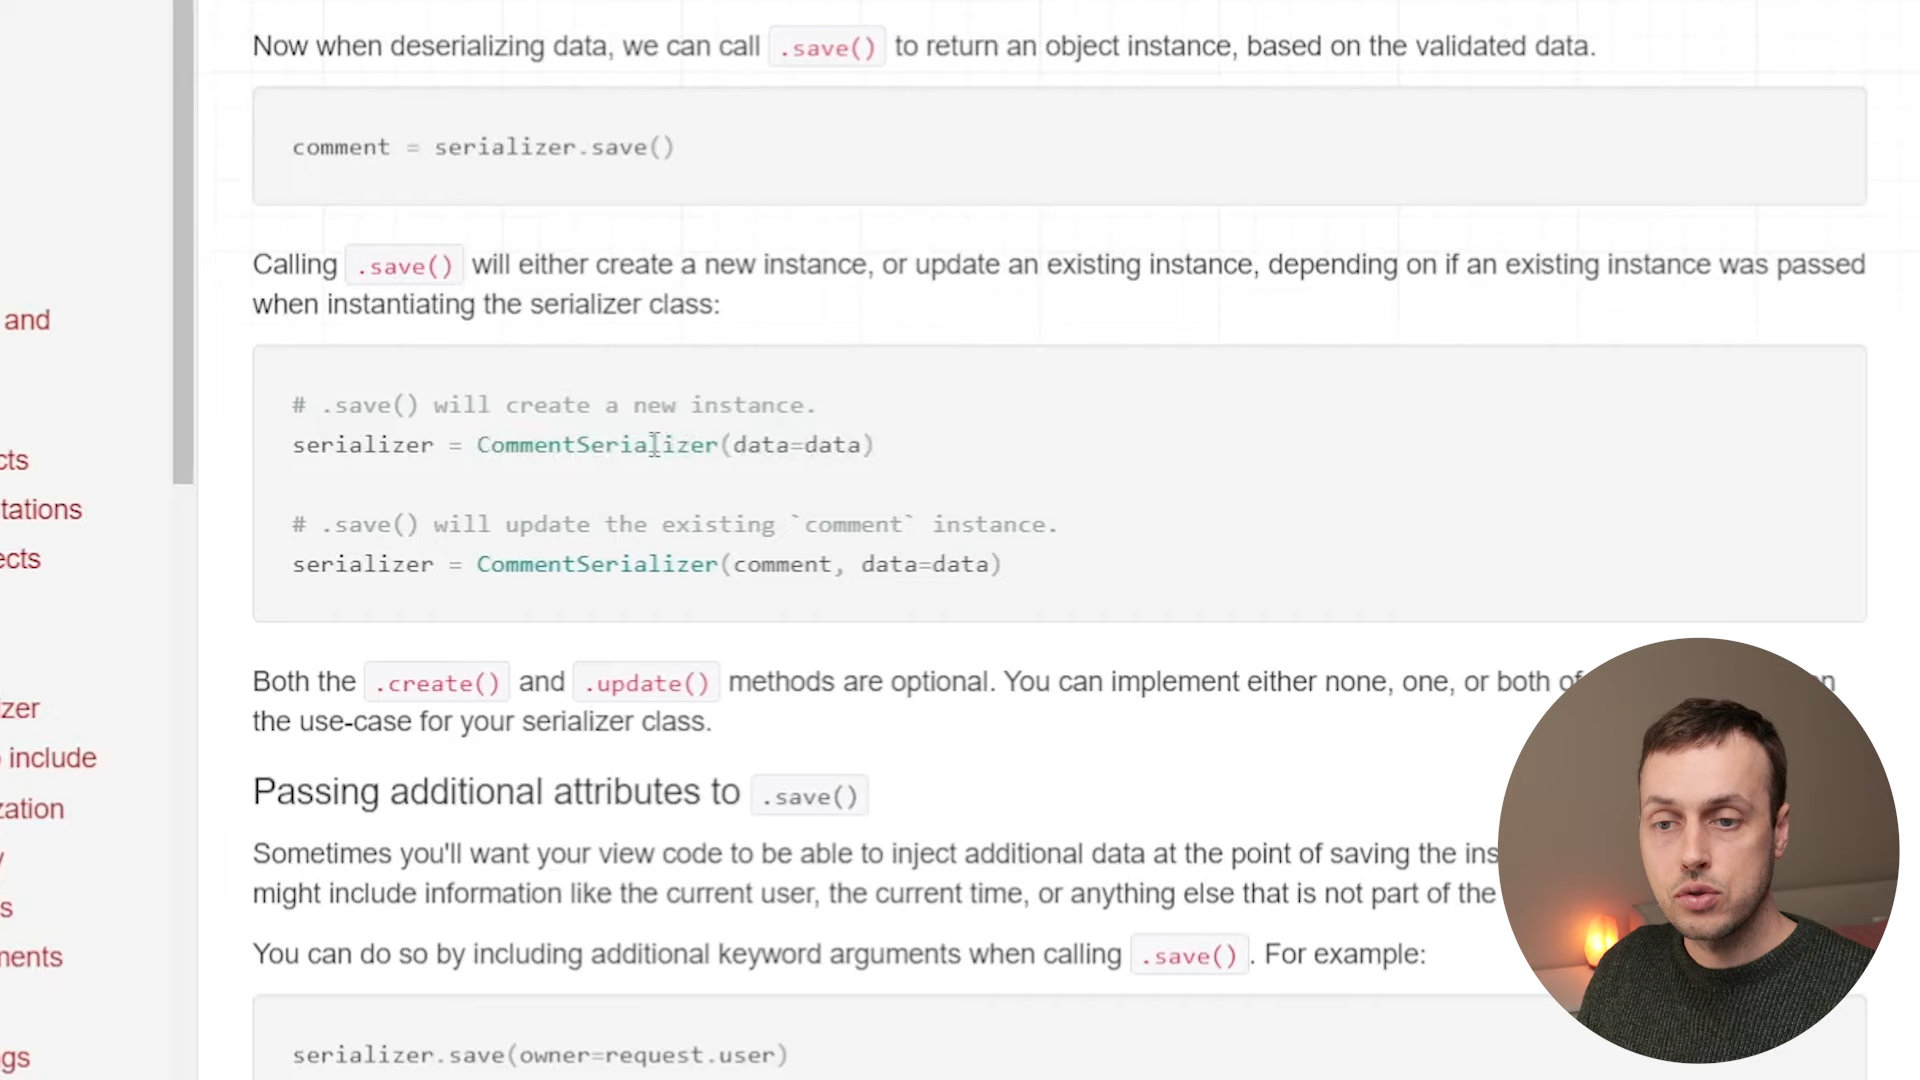 Now when deserializing data, we can call .save() to return an object instance, based on the validated data.
comment = serializer.save()
Calling .save() will either create a new instance, or update an existing instance, depending on if an existing instance was passed
when instantiating the serializer class:
# .save() will create a new instance.
serializer = CommentSerializer(data=data)
# .save() will update the existing `comment` instance.
serializer = CommentSerializer(comment, data=data)
Both the .create() and .update() methods are optional. You can implement either none, one, or both of
the use-case for your serializer class.
Passing additional attributes to .save()
Sometimes you'll want your view code to be able to inject additional data at the point of saving the ins
might include information like the current user, the current time, or anything else that is not part of the
You can do so by including additional keyword arguments when calling .save() . For example:
serializer.save(owner=request.user)
and
cts
tations
ects
zer
include
zation
y
s
nents
gs